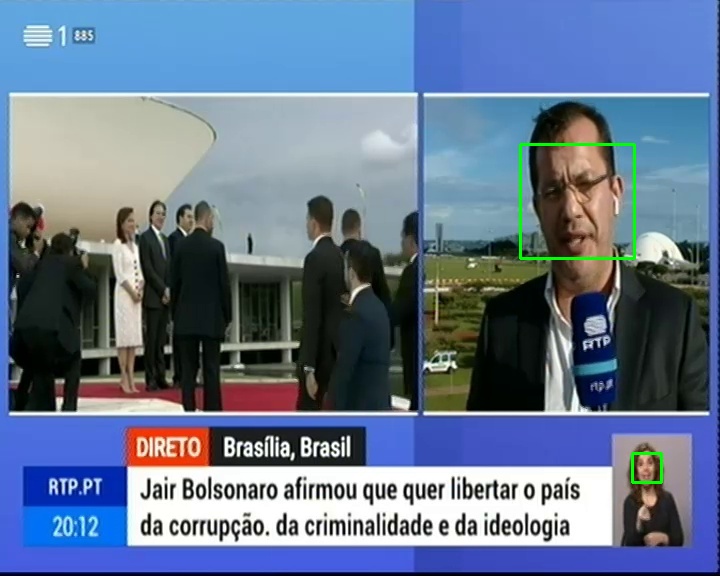 1 885
RTP
rtp.pt
DIRETO Brasília, Brasil
RTP.PT
Jair Bolsonaro afirmou que quer libertar o país
20:12
da corrupção. da criminalidade e da ideologia